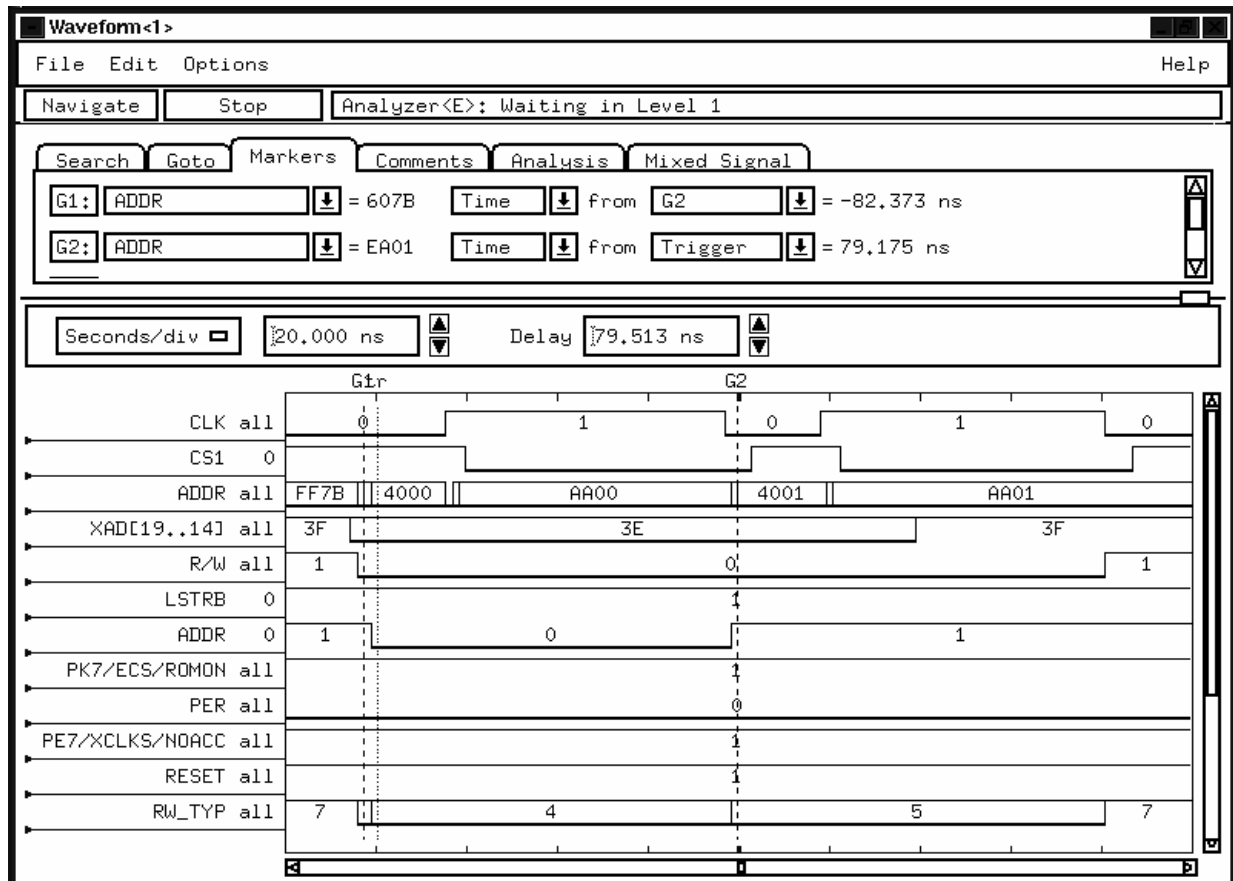 Waveform<1>
File Edit Options Help
Navigate Stop Analyzer<E>: Waiting in Level 1
Search Goto Markers Comments Analysis Mixed Signal
G1: ADDR = 607B Time from G2 = -82.373 ns
G2: ADDR = EA01 Time from Trigger = 79.175 ns
Seconds/div 20.000 ns Delay 79.513 ns
G1r G2
CLK all 0 1 0 1 0
CS1 0
ADDR all FF7B 4000 AA00 4001 AA01
XAD[19..14] all 3F 3E 3F
R/W all 1 0 1
LSTRB 0 1
ADDR 0 1 0 1
PK7/ECS/ROMON all 1
PER all 0
PE7/XCLKS/NOACC all 1
RESET all 1
RW_TYP all 7 4 5 7